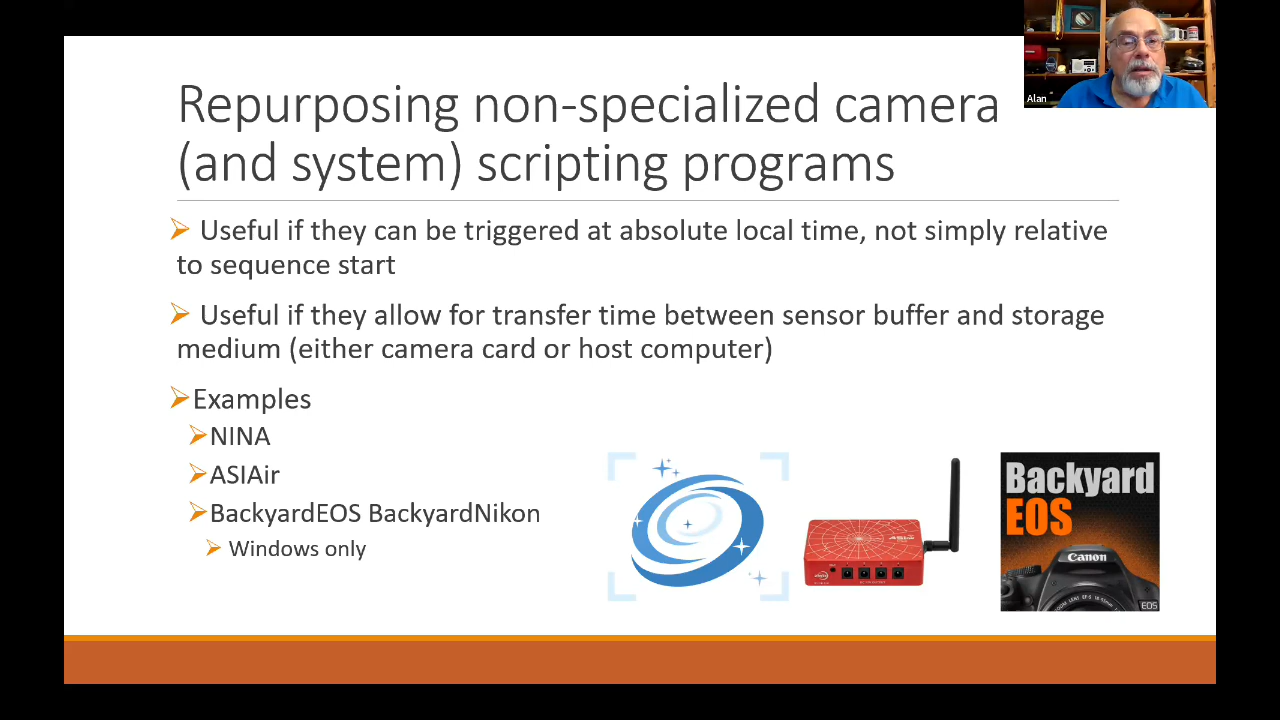 Repurposing non-specialized camera
(and system) scripting programs
Alan
Useful if they can be triggered at absolute local time, not simply relative
to sequence start
Useful if they allow for transfer time between sensor buffer and storage
medium (either camera card or host computer)
Examples
NINA
ASIAir
BackyardEOS BackyardNikon
Windows only
Backyard
EOS
Canon
EOS